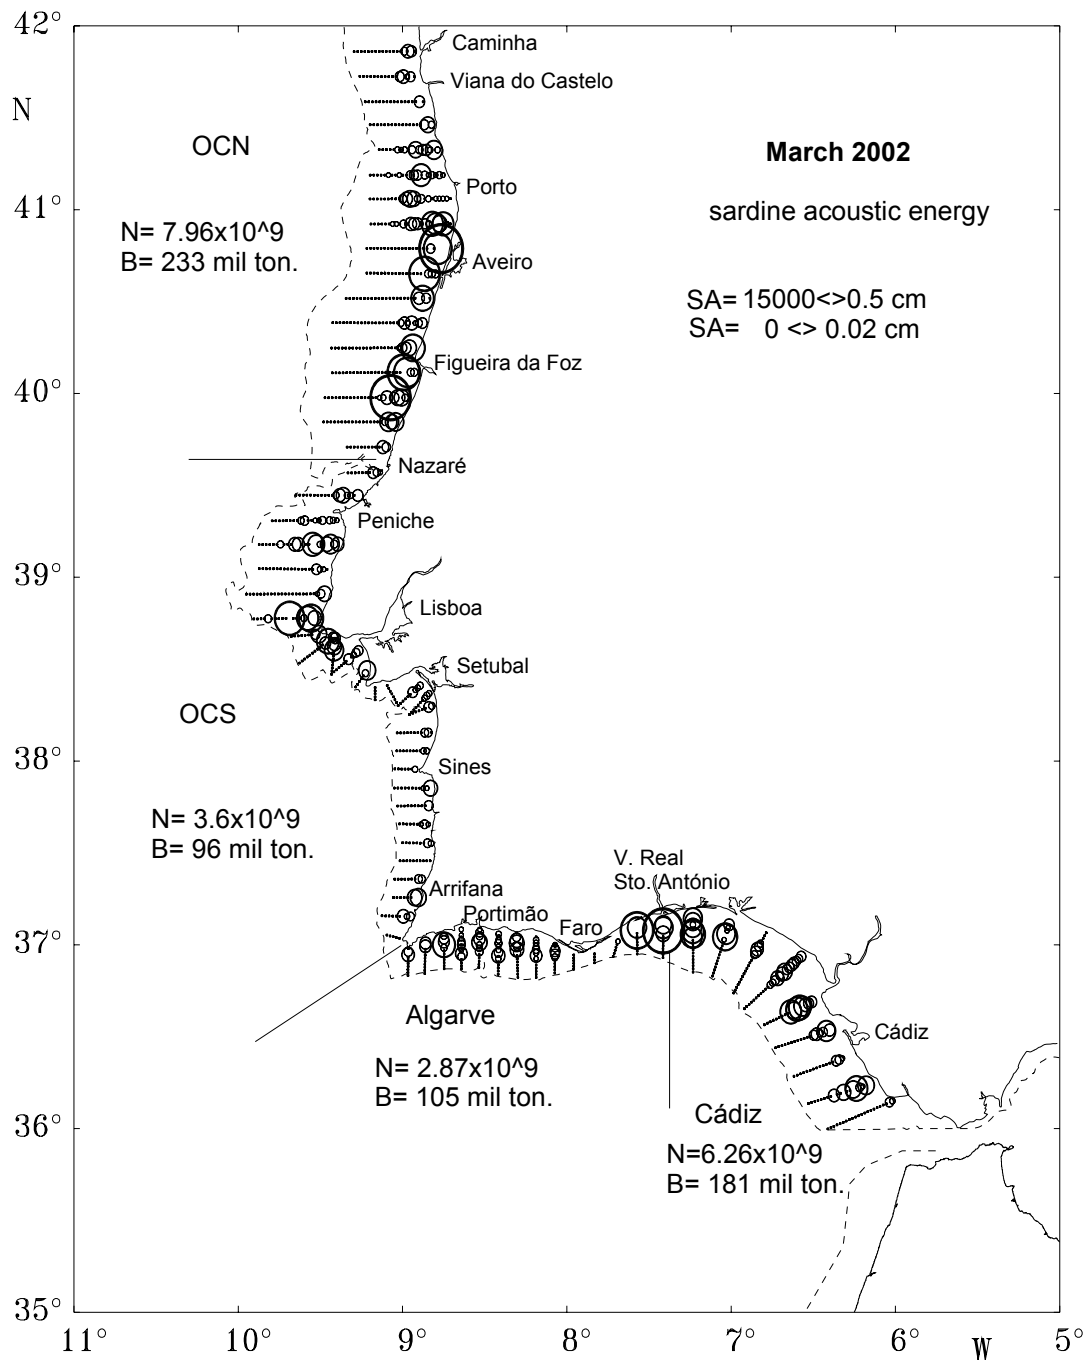 42°
Caminha
Viana do Castelo
N
OCN
March 2002
Porto
41°
sardine acoustic energy
N= 7.96x10^9
B= 233 mil ton.
Aveiro
SA= 15000<>0.5 cm
SA= 0 <> 0.02 cm
Figueira da Foz
40°
Nazaré
Peniche
39°
Lisboa
Setubal
OCS
38°
Sines
N= 3.6x10^9
B= 96 mil ton.
V. Real
Sto. António
Arrifana
Portimão
Faro
37°
Algarve
Cádiz
N= 2.87x10^9
B= 105 mil ton.
Cádiz
36°
N=6.26x10^9
B= 181 mil ton.
35°
11° 10° 9° 8° 7° 6° W 5°